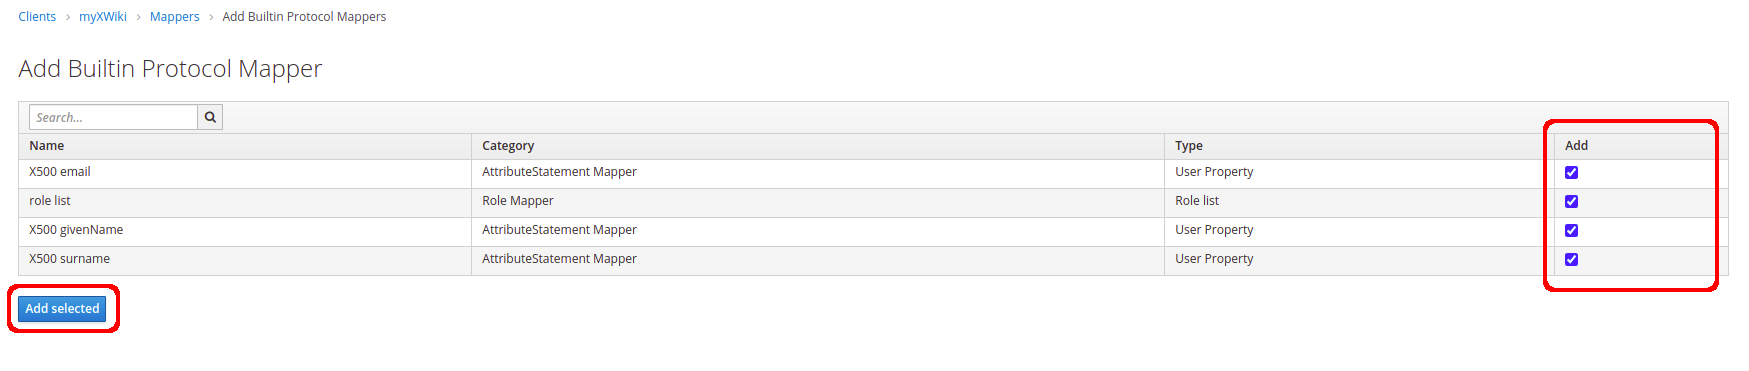 Clients > myXWiki > Mappers > Add Builtin Protocol Mappers
Add Builtin Protocol Mapper
Search...
Name Category Type Add
X500 email AttributeStatement Mapper User Property
role list Role Mapper Role list
X500 givenName AttributeStatement Mapper User Property
X500 surname AttributeStatement Mapper User Property
Add selected